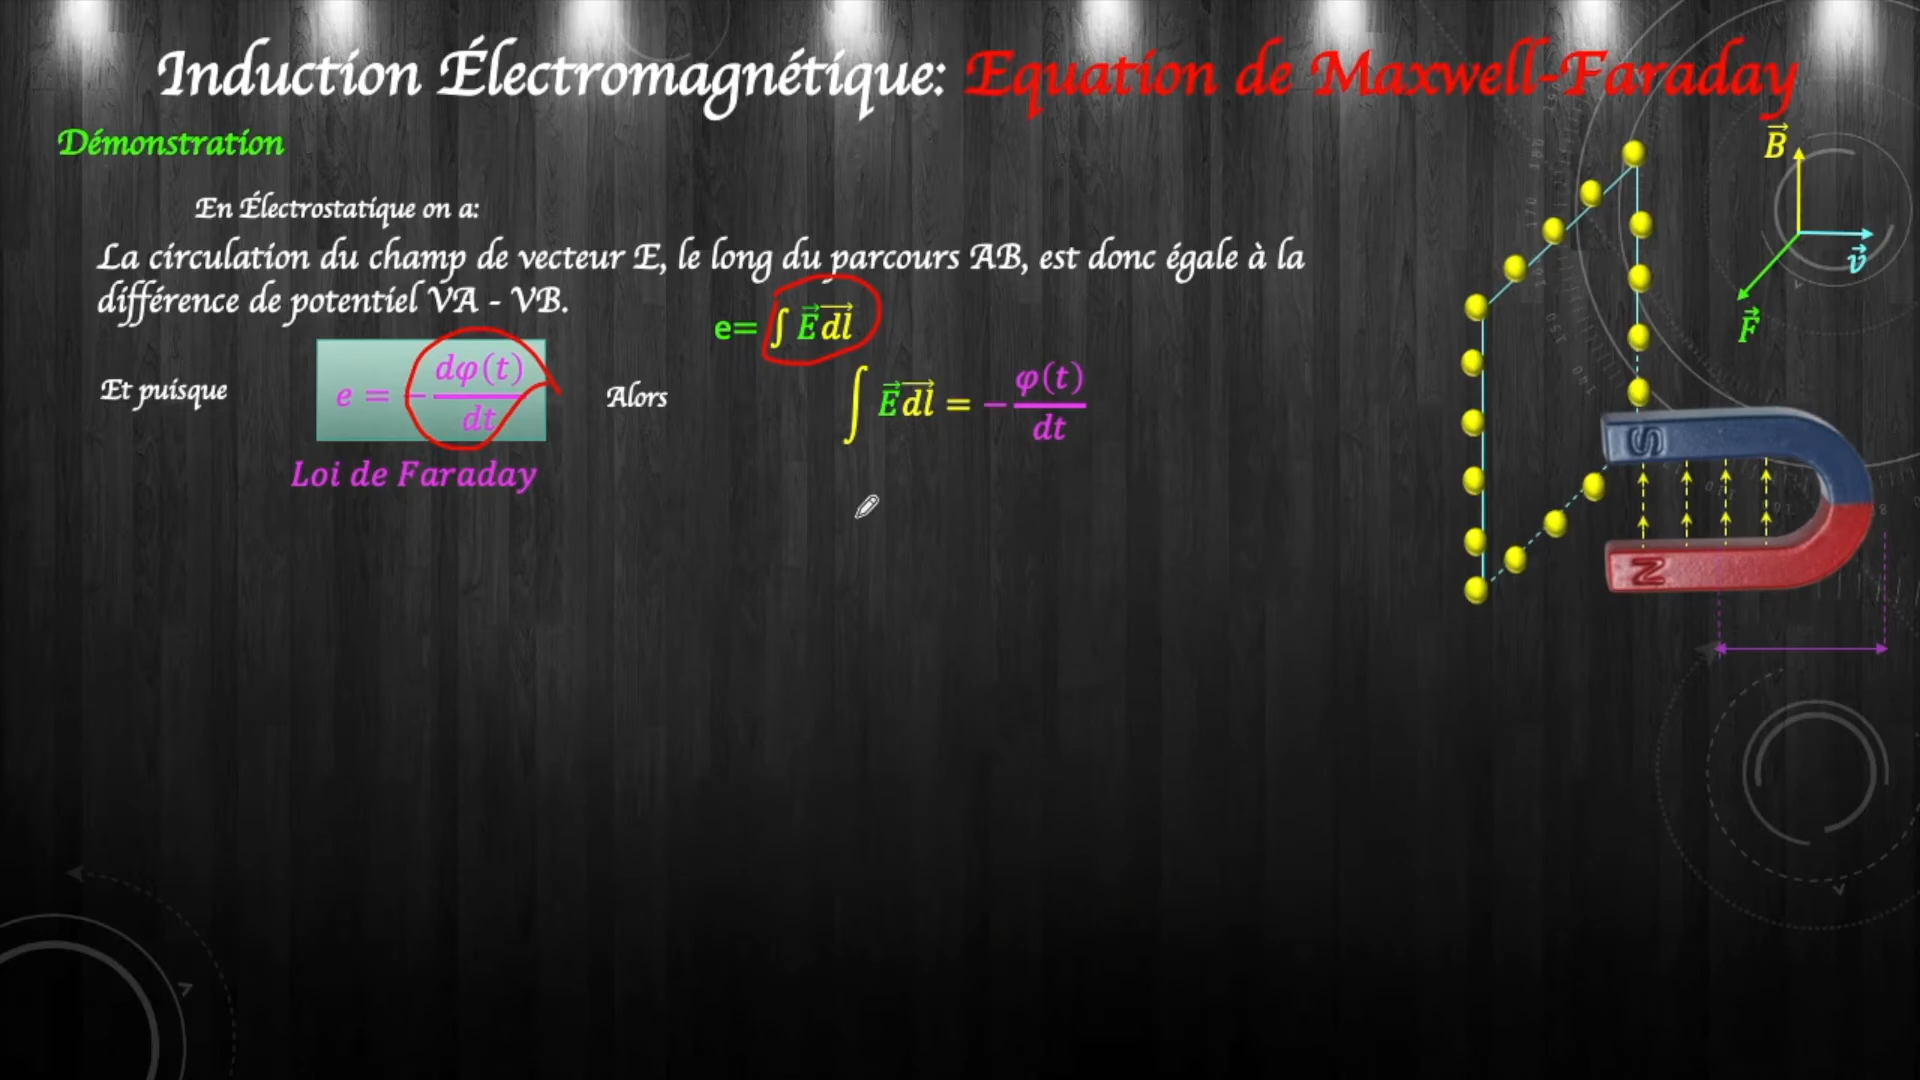 Induction Électromagnétique: Equation de Maxwell-Faraday
Démonstration
En Électrostatique on a:
La circulation du champ de vecteur E, le long du parcours AB, est donc égale à la
différence de potentiel VA - VB.
e= ∫ E⃗ dl⃗
Et puisque
e = − dφ(t)/dt
Alors
∫ E⃗ dl⃗ = − φ(t)/dt
Loi de Faraday
B⃗
v⃗
F⃗
S
N